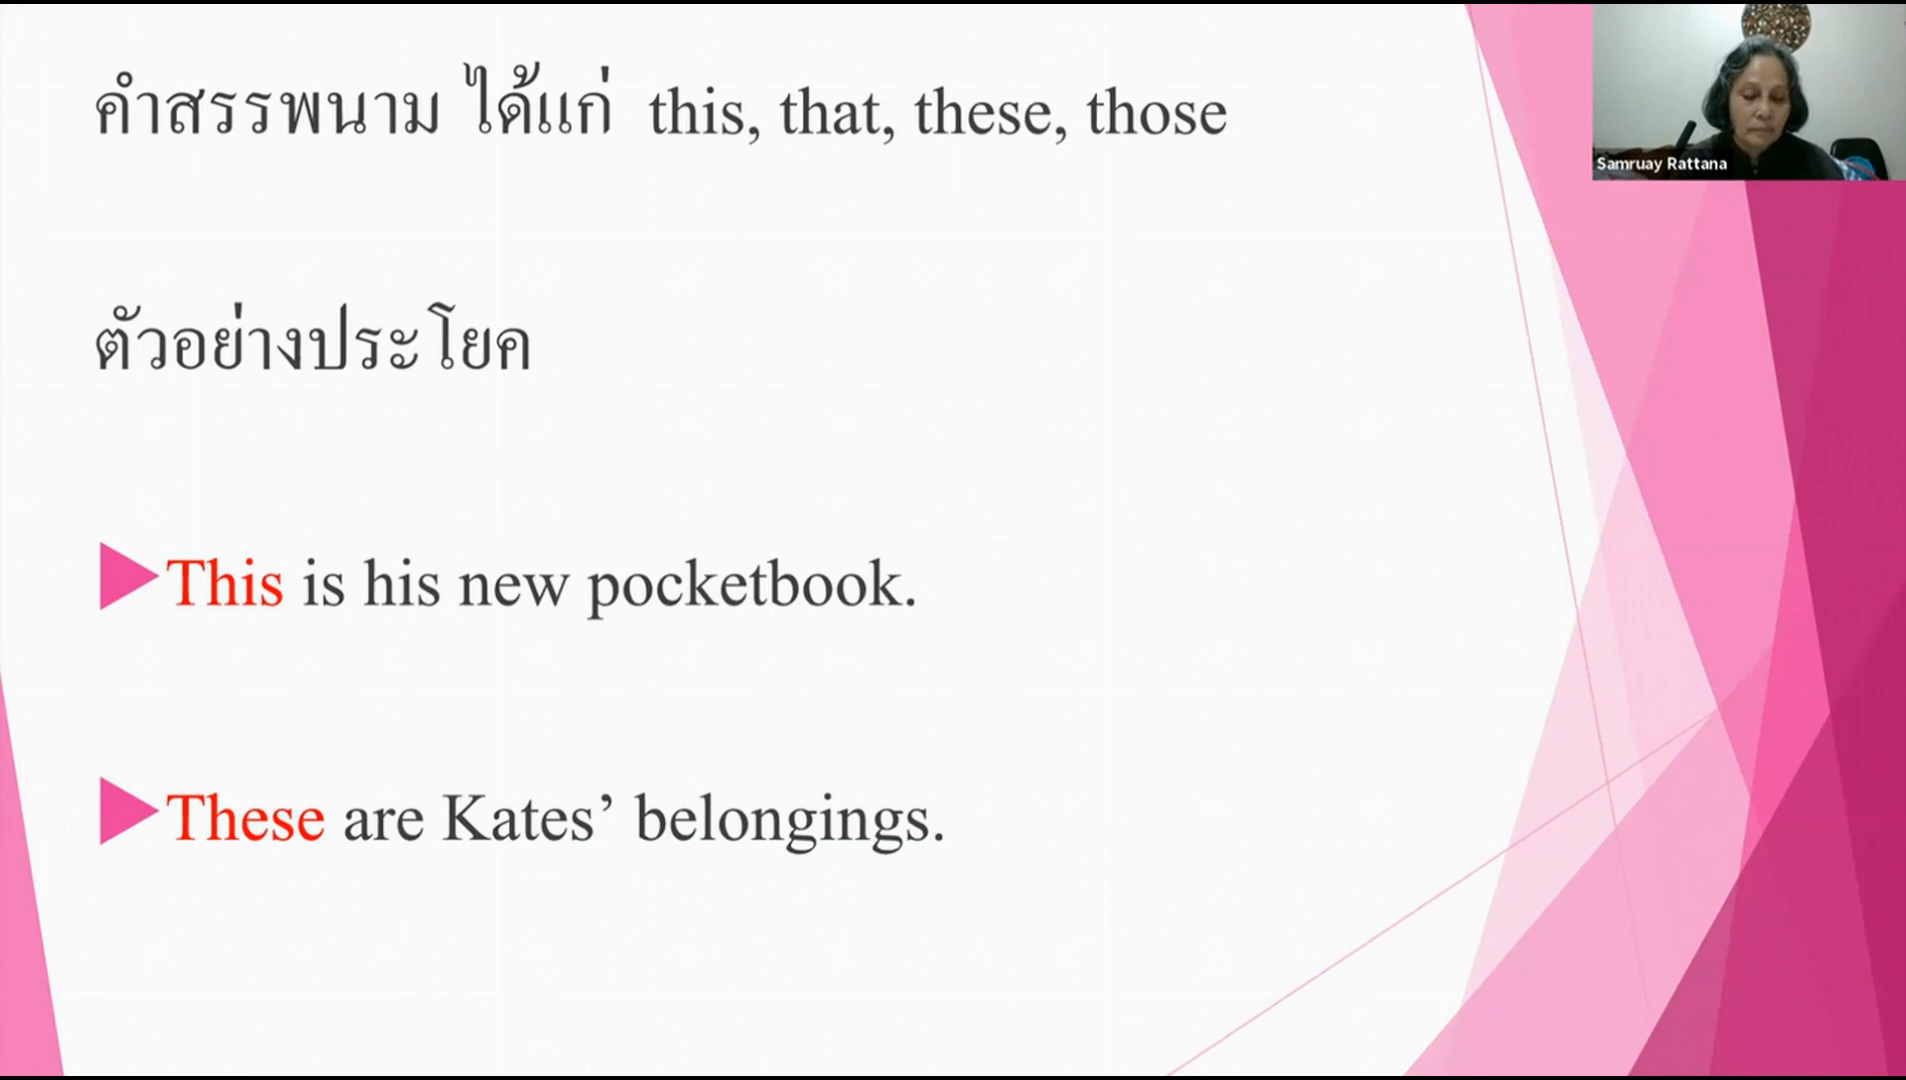 คำสรรพนาม ได้แก่ this, that, these, those
Samruay Rattana
ตัวอย่างประโยค
This is his new pocketbook.
These are Kates’ belongings.